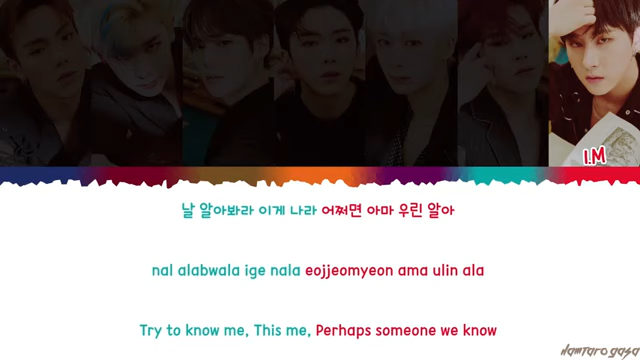 I.M
날 알아봐라 이게 나라 어쩌면 아마 우린 알아
nal alabwala ige nala eojjeomyeon ama ulin ala
Try to know me, This me, Perhaps someone we know
Hamtaro gasa